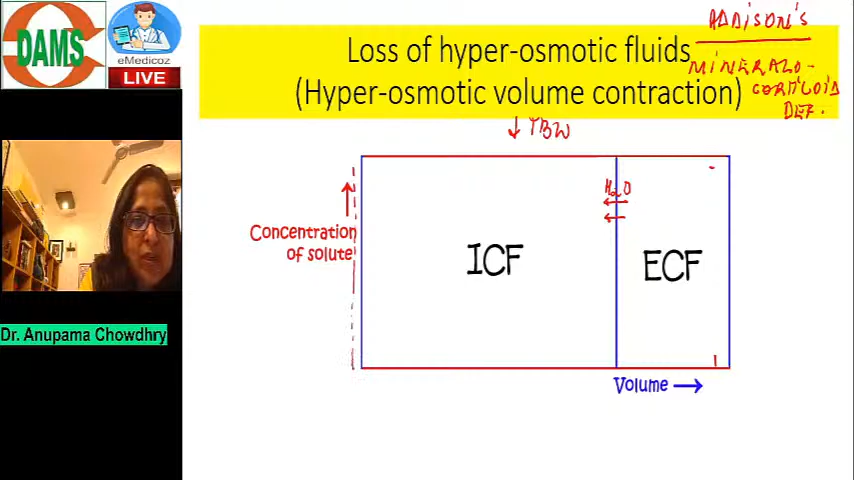 DAMS
eMedicoz
LIVE
ADDISON'S
Loss of hyper-osmotic fluids
MINERALO-
CORTICOID
DEF.
(Hyper-osmotic volume contraction)
↓ TBW
H₂O
Concentration
of solute
ICF
ECF
Dr. Anupama Chowdhry
Volume →